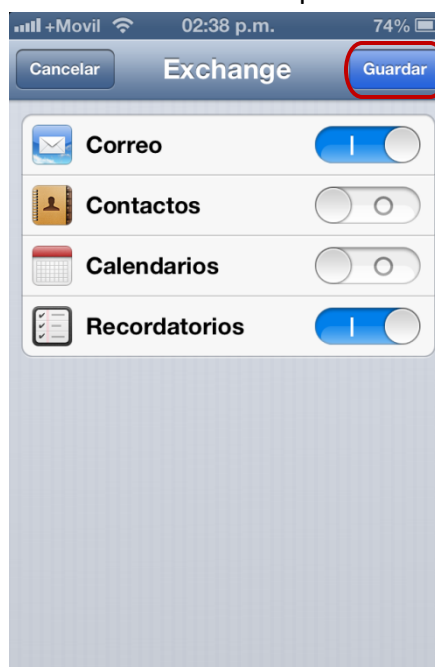 +Movil 02:38 p.m. 74%
Cancelar Exchange Guardar
Correo
Contactos
Calendarios
Recordatorios